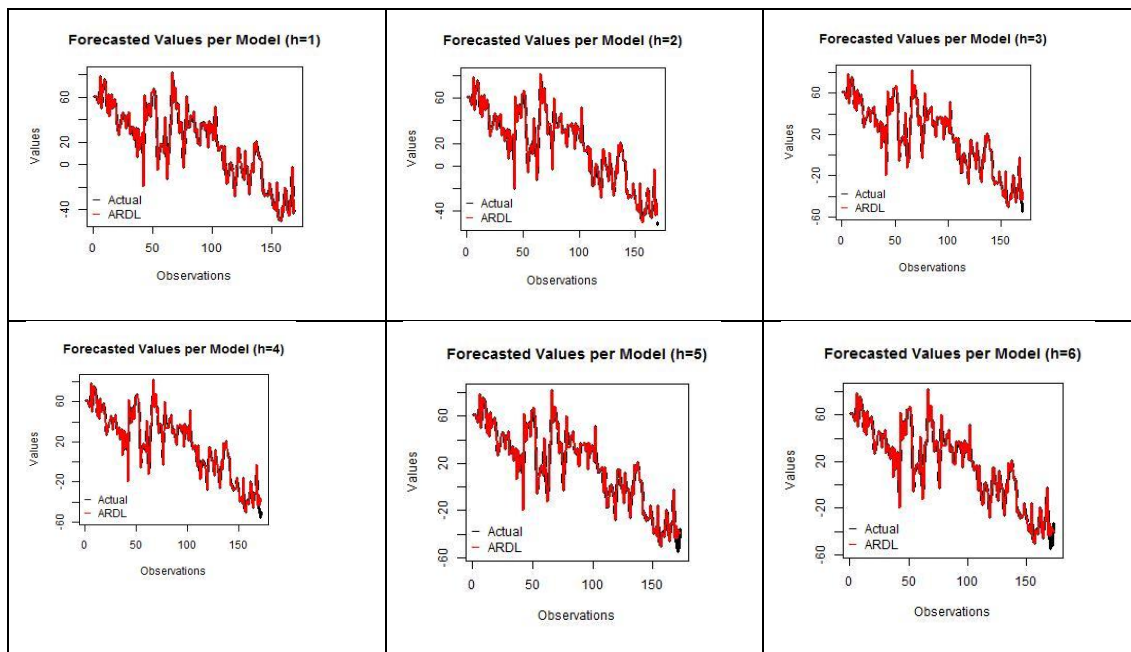 Forecasted Values per Model (h=1)
Values
60
20
0
-40
Actual
ARDL
0 50 100 150
Observations
Forecasted Values per Model (h=2)
Values
60
20
0
-40
Actual
ARDL
0 50 100 150
Observations
Forecasted Values per Model (h=3)
Values
60
20
-20
-60
Actual
ARDL
0 50 100 150
Observations
Forecasted Values per Model (h=4)
Values
60
20
-20
-60
Actual
ARDL
0 50 100 150
Observations
Forecasted Values per Model (h=5)
Values
60
20
-20
-60
Actual
ARDL
0 50 100 150
Observations
Forecasted Values per Model (h=6)
Values
60
20
-20
-60
Actual
ARDL
0 50 100 150
Observations